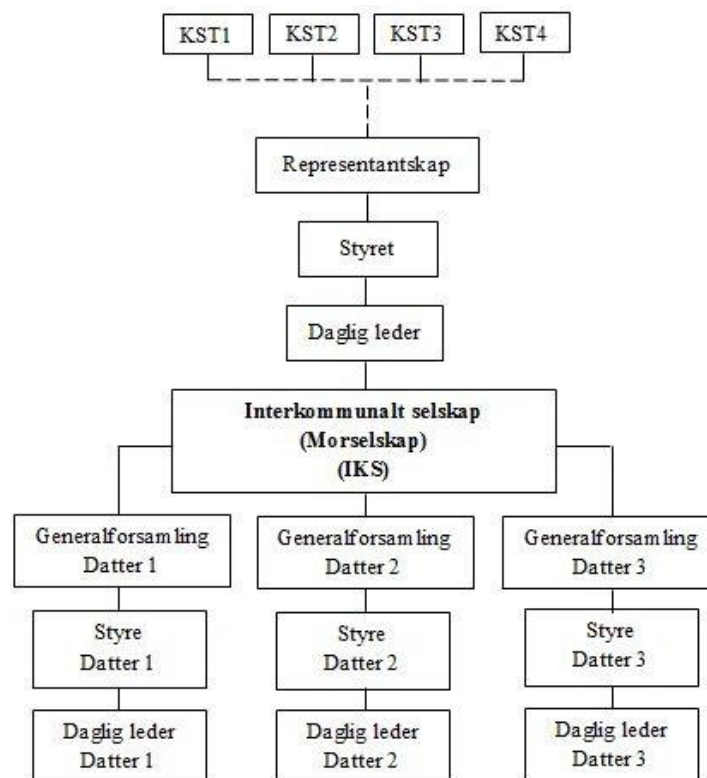 KST1
KST2
KST3
KST4
Representantskap
Styret
Daglig leder
Interkommunalt selskap
(Morselskap)
(IKS)
Generalforsamling
Datter 1
Generalforsamling
Datter 2
Generalforsamling
Datter 3
Styre
Datter 1
Styre
Datter 2
Styre
Datter 3
Daglig leder
Datter 1
Daglig leder
Datter 2
Daglig leder
Datter 3